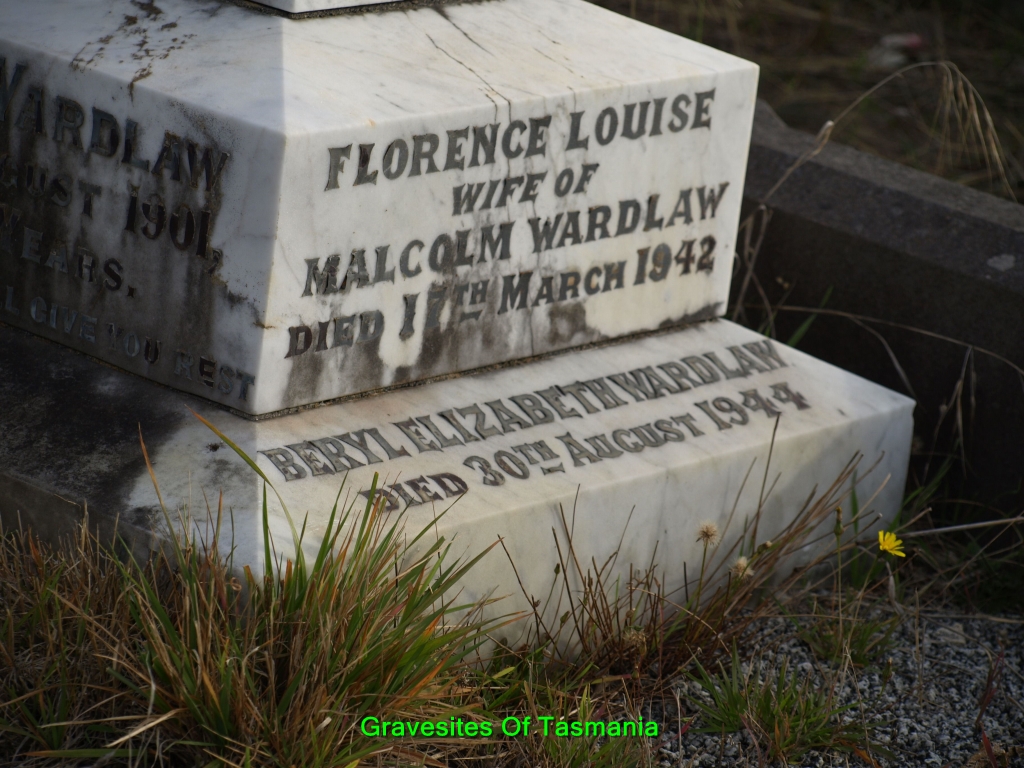 WARDLAW
AUGUST 1901,
YEARS.
GIVE YOU REST
FLORENCE LOUISE
WIFE OF
MALCOLM WARDLAW
DIED 17TH MARCH 1942
BERYL ELIZABETH WARDLAW
DIED 30TH AUGUST 1944
Gravesites Of Tasmania